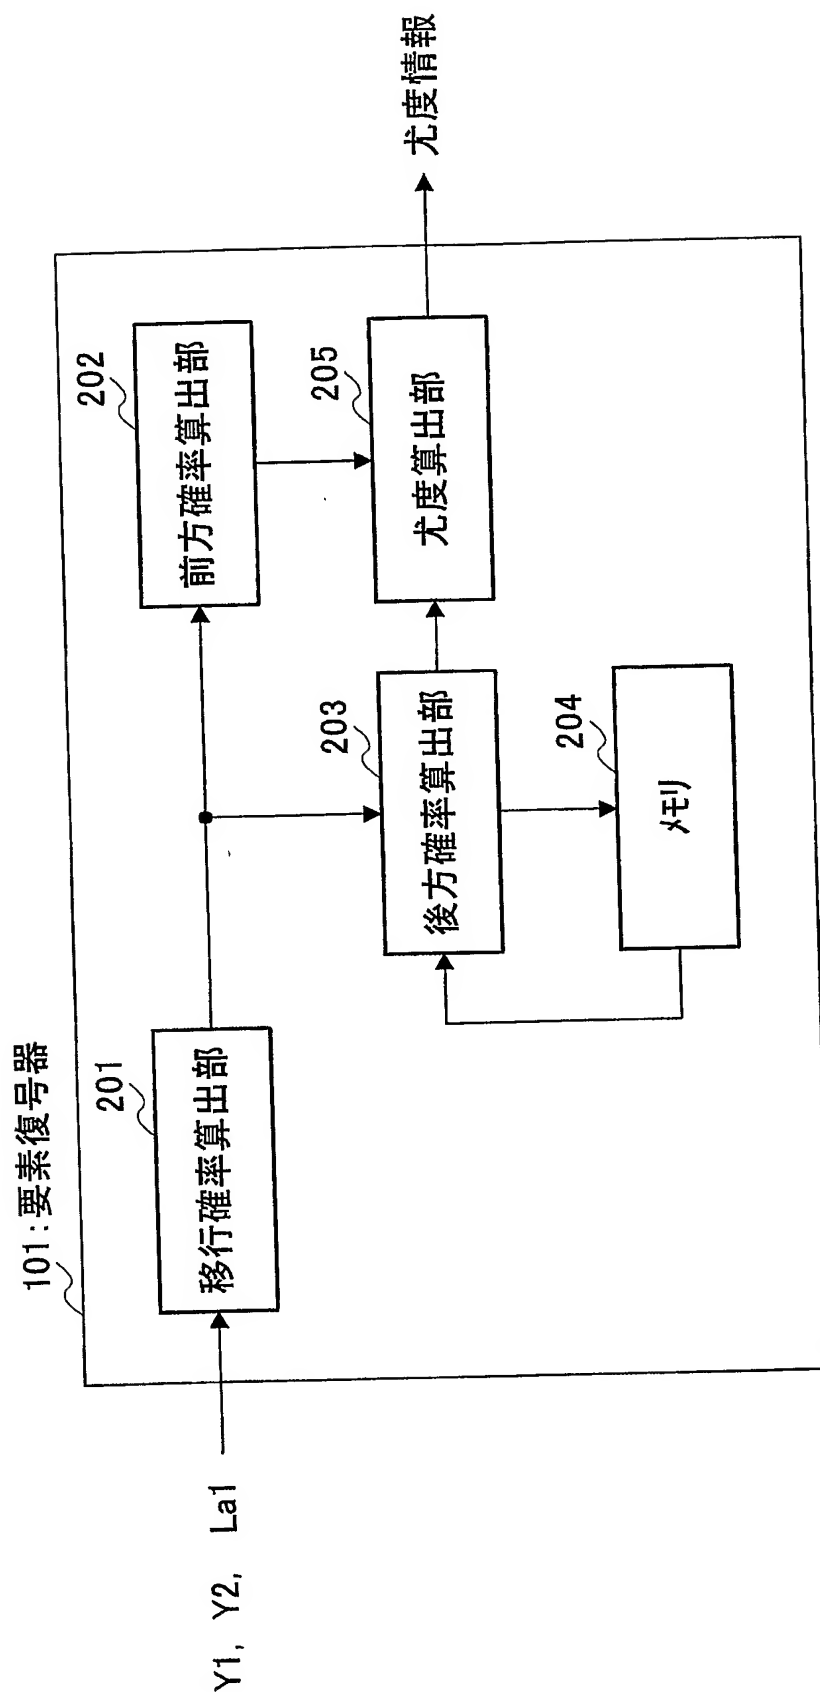 101:要素復号器
Y1, Y2, La1
201
移行確率算出部
202
前方確率算出部
203
後方確率算出部
204
メモリ
205
尤度算出部
尤度情報